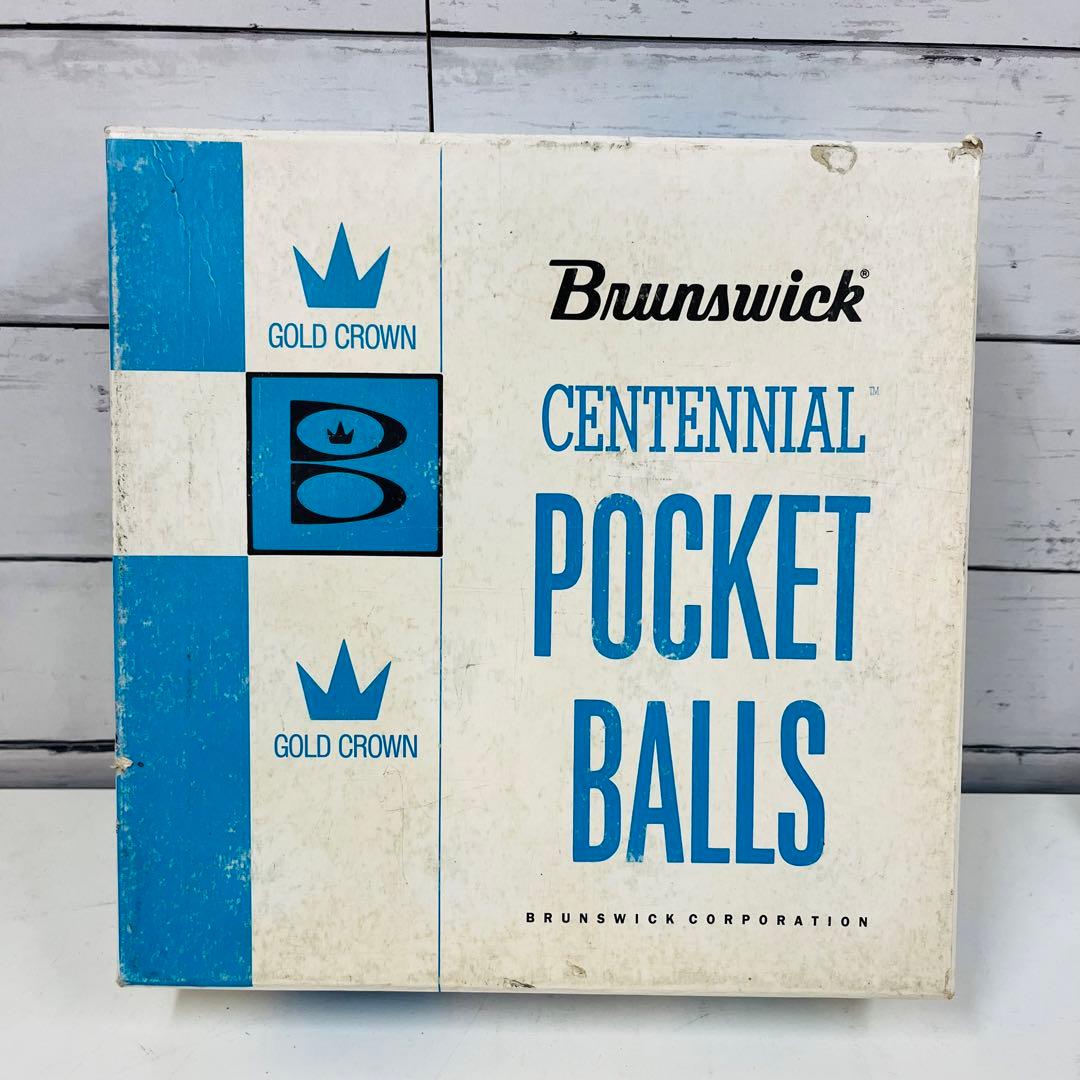 GOLD CROWN
B
GOLD CROWN
Brunswick®
CENTENNIAL™
POCKET
BALLS
BRUNSWICK CORPORATION